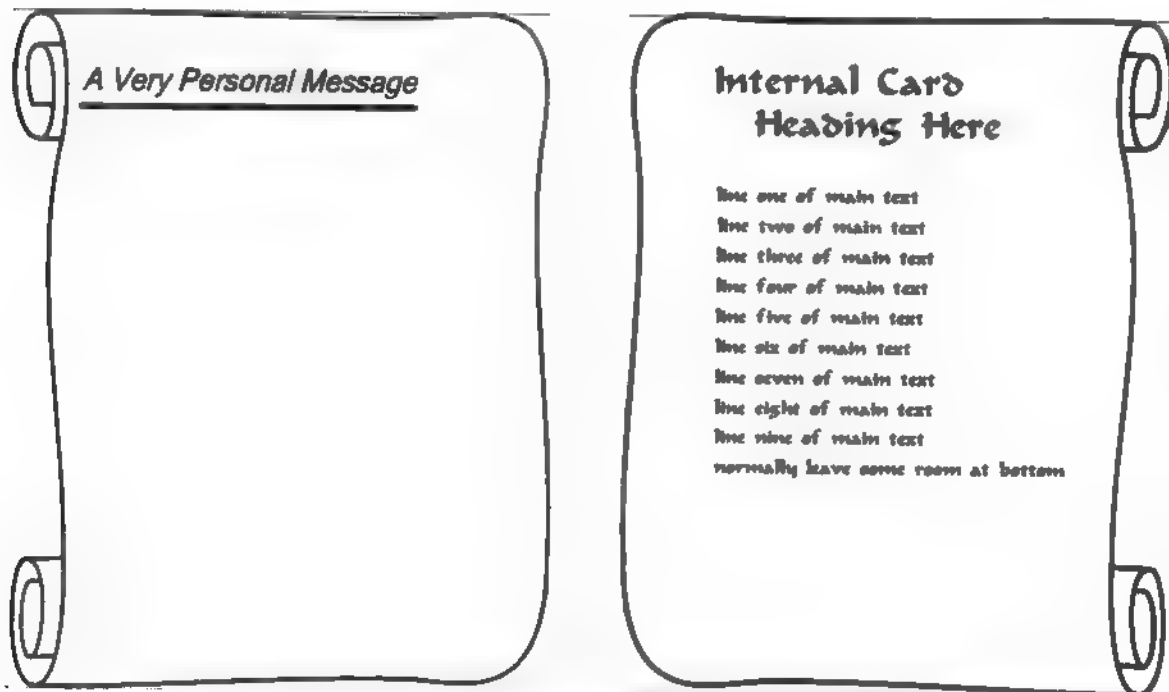 A Very Personal Message
Internal Card
Heading Here
line one of main text
line two of main text
line three of main text
line four of main text
line five of main text
line six of main text
line seven of main text
line eight of main text
line nine of main text
normally leave some room at bottom